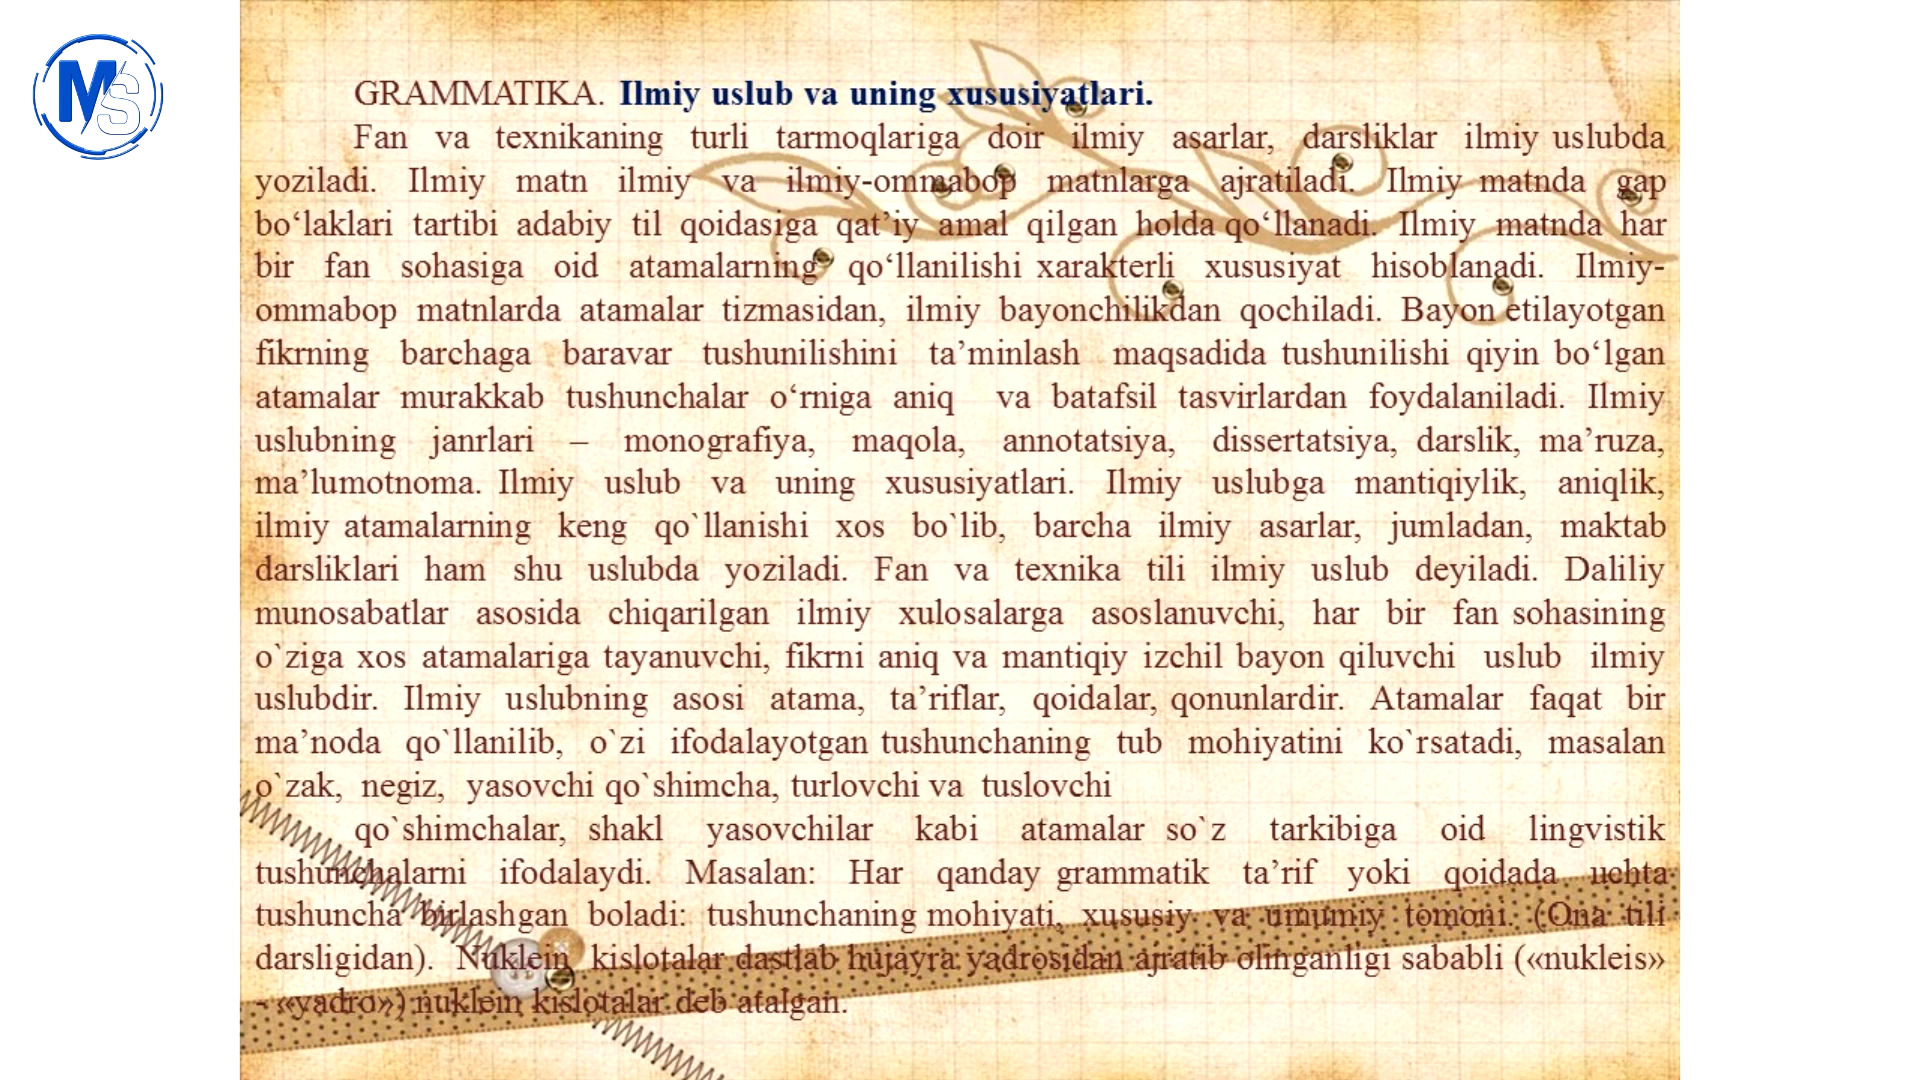 MS
GRAMMATIKA. Ilmiy uslub va uning xususiyatlari.
Fan va texnikaning turli tarmoqlariga doir ilmiy asarlar, darsliklar ilmiy uslubda
yoziladi. Ilmiy matn ilmiy va ilmiy-ommabop matnlarga ajratiladi. Ilmiy matnda gap
bo‘laklari tartibi adabiy til qoidasiga qat’iy amal qilgan holda qo‘llanadi. Ilmiy matnda har
bir fan sohasiga oid atamalarning qo‘llanilishi xarakterli xususiyat hisoblanadi. Ilmiy-
ommabop matnlarda atamalar tizmasidan, ilmiy bayonchilikdan qochiladi. Bayon etilayotgan
fikrning barchaga baravar tushunilishini ta’minlash maqsadida tushunilishi qiyin bo‘lgan
atamalar murakkab tushunchalar o‘rniga aniq va batafsil tasvirlardan foydalaniladi. Ilmiy
uslubning janrlari – monografiya, maqola, annotatsiya, dissertatsiya, darslik, ma’ruza,
ma’lumotnoma. Ilmiy uslub va uning xususiyatlari. Ilmiy uslubga mantiqiylik, aniqlik,
ilmiy atamalarning keng qo`llanishi xos bo`lib, barcha ilmiy asarlar, jumladan, maktab
darsliklari ham shu uslubda yoziladi. Fan va texnika tili ilmiy uslub deyiladi. Daliliy
munosabatlar asosida chiqarilgan ilmiy xulosalarga asoslanuvchi, har bir fan sohasining
o`ziga xos atamalariga tayanuvchi, fikrni aniq va mantiqiy izchil bayon qiluvchi uslub ilmiy
uslubdir. Ilmiy uslubning asosi atama, ta’riflar, qoidalar, qonunlardir. Atamalar faqat bir
ma’noda qo`llanilib, o`zi ifodalayotgan tushunchaning tub mohiyatini ko`rsatadi, masalan
o`zak, negiz, yasovchi qo`shimcha, turlovchi va tuslovchi
qo`shimchalar, shakl yasovchilar kabi atamalar so`z tarkibiga oid lingvistik
tushunchalarni ifodalaydi. Masalan: Har qanday grammatik ta’rif yoki qoidada uchta
tushuncha birlashgan boladi: tushunchaning mohiyati, xususiy va umumiy tomoni. (Ona tili
darsligidan). Nuklein kislotalar dastlab hujayra yadrosidan ajratib olinganligi sababli («nukleis»
- «yadro») nuklein kislotalar deb atalgan.